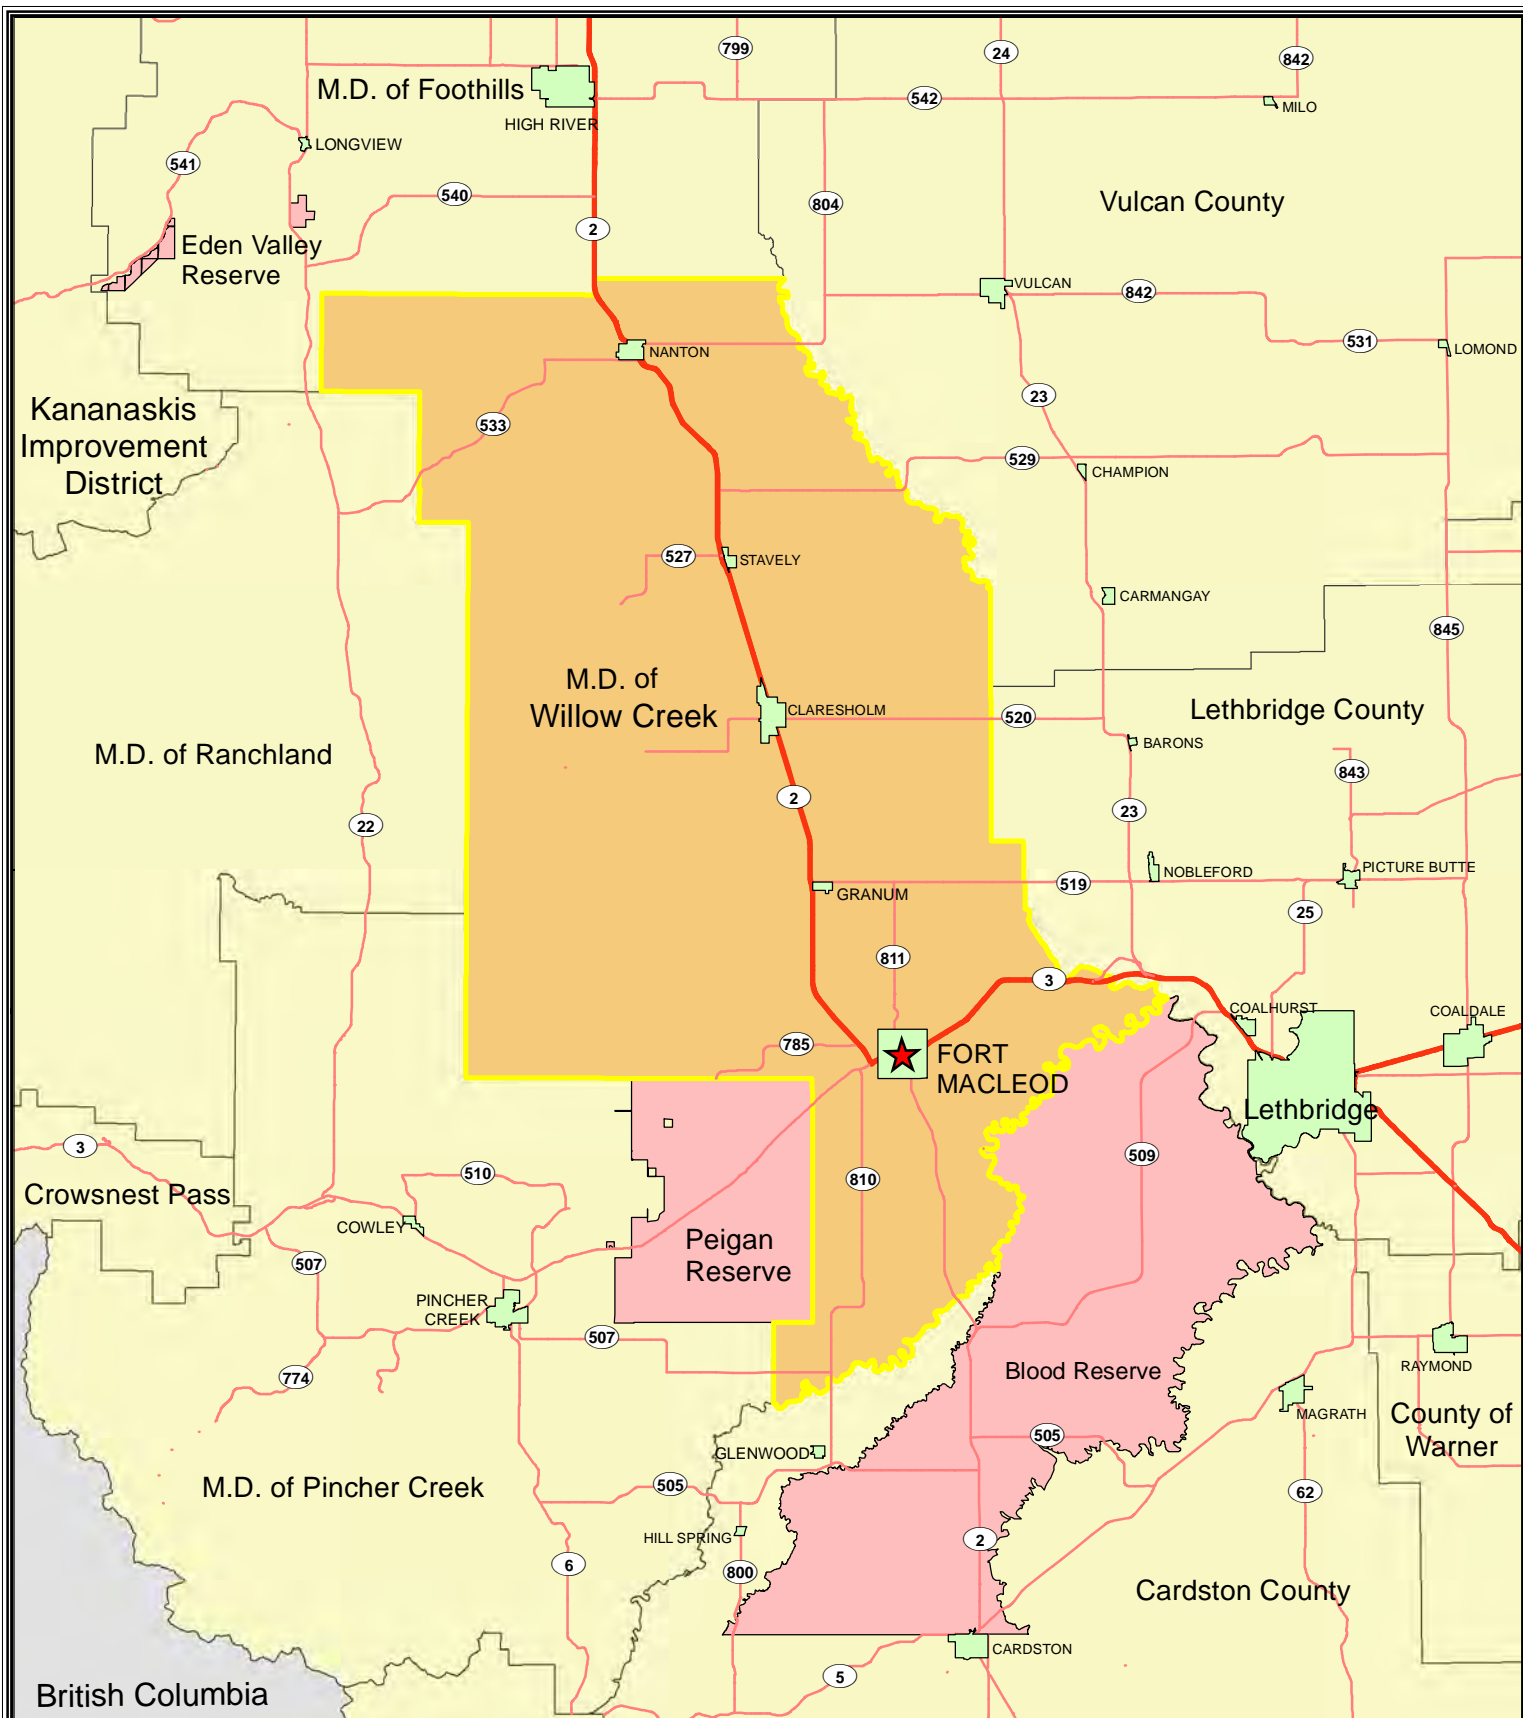 799
24
842
M.D. of Foothills
542
MILO
HIGH RIVER
LONGVIEW
541
540
804
Vulcan County
2
Eden Valley
Reserve
VULCAN
842
531
NANTON
LOMOND
23
Kananaskis
Improvement
District
533
529
CHAMPION
527
STAVELY
CARMANGAY
845
M.D. of
Willow Creek
CLARESHOLM
520
Lethbridge County
BARONS
M.D. of Ranchland
843
2
23
22
PICTURE BUTTE
NOBLEFORD
519
GRANUM
25
811
3
COALHURST
COALDALE
785
FORT
MACLEOD
Lethbridge
3
509
510
810
Crowsnest Pass
COWLEY
Peigan
Reserve
507
PINCHER
CREEK
507
RAYMOND
774
Blood Reserve
MAGRATH
County of
Warner
505
GLENWOOD
M.D. of Pincher Creek
505
62
HILL SPRING
2
6
800
Cardston County
CARDSTON
5
British Columbia